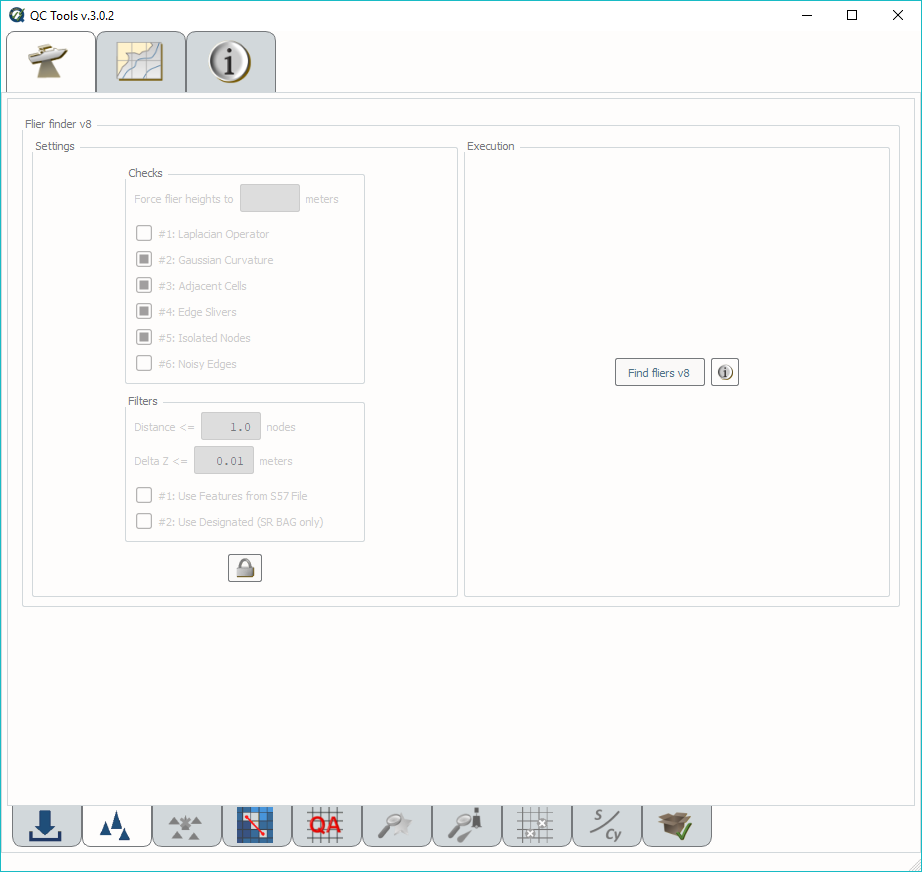 QC Tools v.3.0.2
Flier finder v8
Settings
Execution
Checks
Force flier heights to meters
#1: Laplacian Operator
#2: Gaussian Curvature
#3: Adjacent Cells
#4: Edge Slivers
#5: Isolated Nodes
#6: Noisy Edges
Find fliers v8
Filters
Distance <= 1.0 nodes
Delta Z <= 0.01 meters
#1: Use Features from S57 File
#2: Use Designated (SR BAG only)
QA
S/Cy